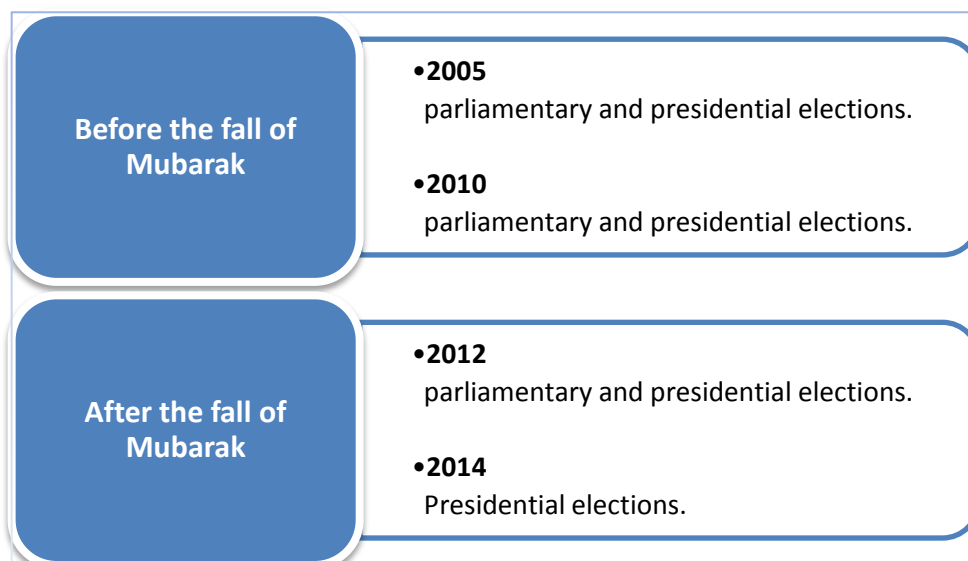 Before the fall of
Mubarak
•2005
parliamentary and presidential elections.
•2010
parliamentary and presidential elections.
After the fall of
Mubarak
•2012
parliamentary and presidential elections.
•2014
Presidential elections.